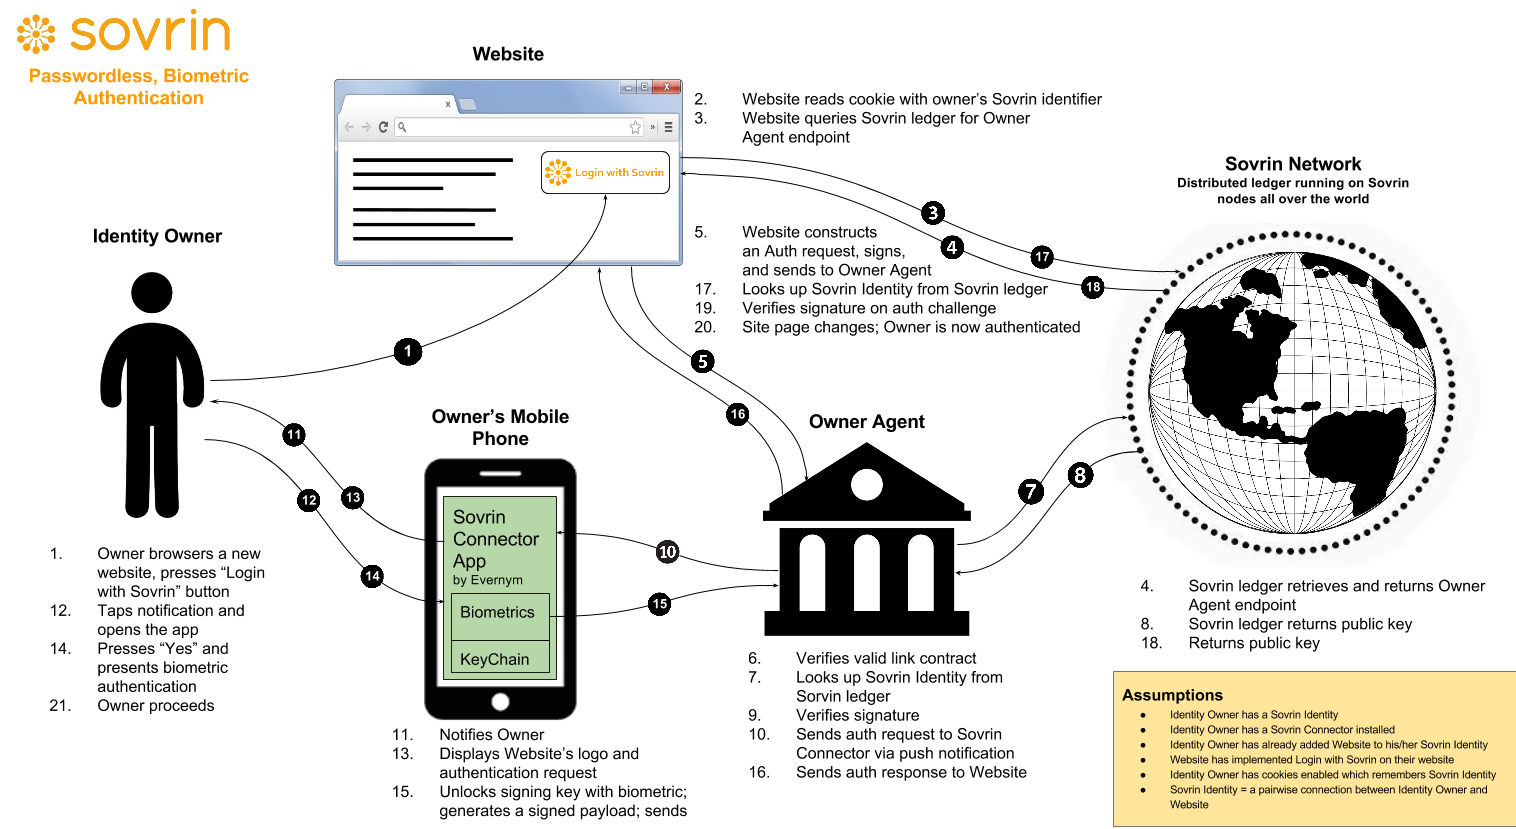 sovrin
Passwordless, Biometric
Authentication
Website
x
x
»
Login with Sovrin
2. Website reads cookie with owner's Sovrin identifier
3. Website queries Sovrin ledger for Owner
Agent endpoint
Sovrin Network
Distributed ledger running on Sovrin
nodes all over the world
5. Website constructs
an Auth request, signs,
and sends to Owner Agent
17. Looks up Sovrin Identity from Sovrin ledger
19. Verifies signature on auth challenge
20. Site page changes; Owner is now authenticated
3
4
17
18
Identity Owner
1
5
16
11
12
13
14
10
15
7
8
Owner's Mobile
Phone
Sovrin
Connector
App
by Evernym
Biometrics
KeyChain
Owner Agent
1. Owner browsers a new
website, presses “Login
with Sovrin” button
12. Taps notification and
opens the app
14. Presses “Yes” and
presents biometric
authentication
21. Owner proceeds
11. Notifies Owner
13. Displays Website's logo and
authentication request
15. Unlocks signing key with biometric;
generates a signed payload; sends
6. Verifies valid link contract
7. Looks up Sovrin Identity from
Sorvin ledger
9. Verifies signature
10. Sends auth request to Sovrin
Connector via push notification
16. Sends auth response to Website
4. Sovrin ledger retrieves and returns Owner
Agent endpoint
8. Sovrin ledger returns public key
18. Returns public key
Assumptions
● Identity Owner has a Sovrin Identity
● Identity Owner has a Sovrin Connector installed
● Identity Owner has already added Website to his/her Sovrin Identity
● Website has implemented Login with Sovrin on their website
● Identity Owner has cookies enabled which remembers Sovrin Identity
● Sovrin Identity = a pairwise connection between Identity Owner and
Website